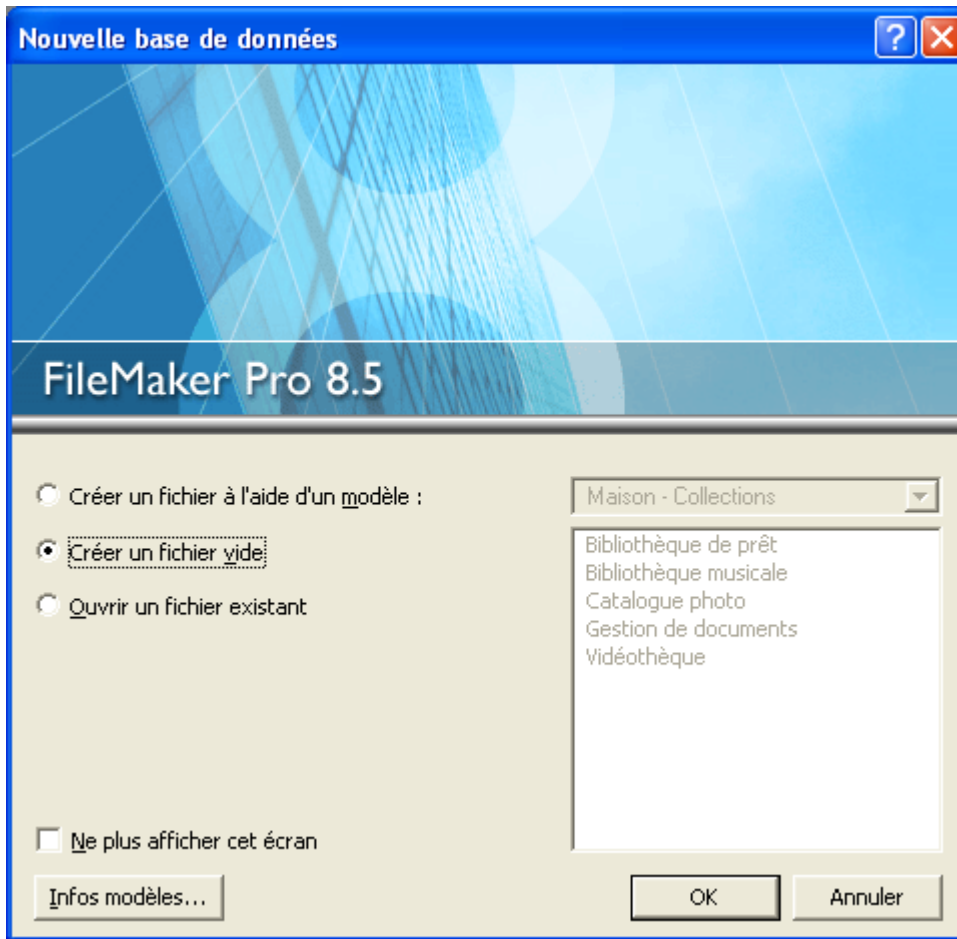 Nouvelle base de données
FileMaker Pro 8.5
Créer un fichier à l'aide d'un modèle :
Maison - Collections
Créer un fichier vide
Ouvrir un fichier existant
Bibliothèque de prêt
Bibliothèque musicale
Catalogue photo
Gestion de documents
Vidéothèque
Ne plus afficher cet écran
Infos modèles...
OK
Annuler